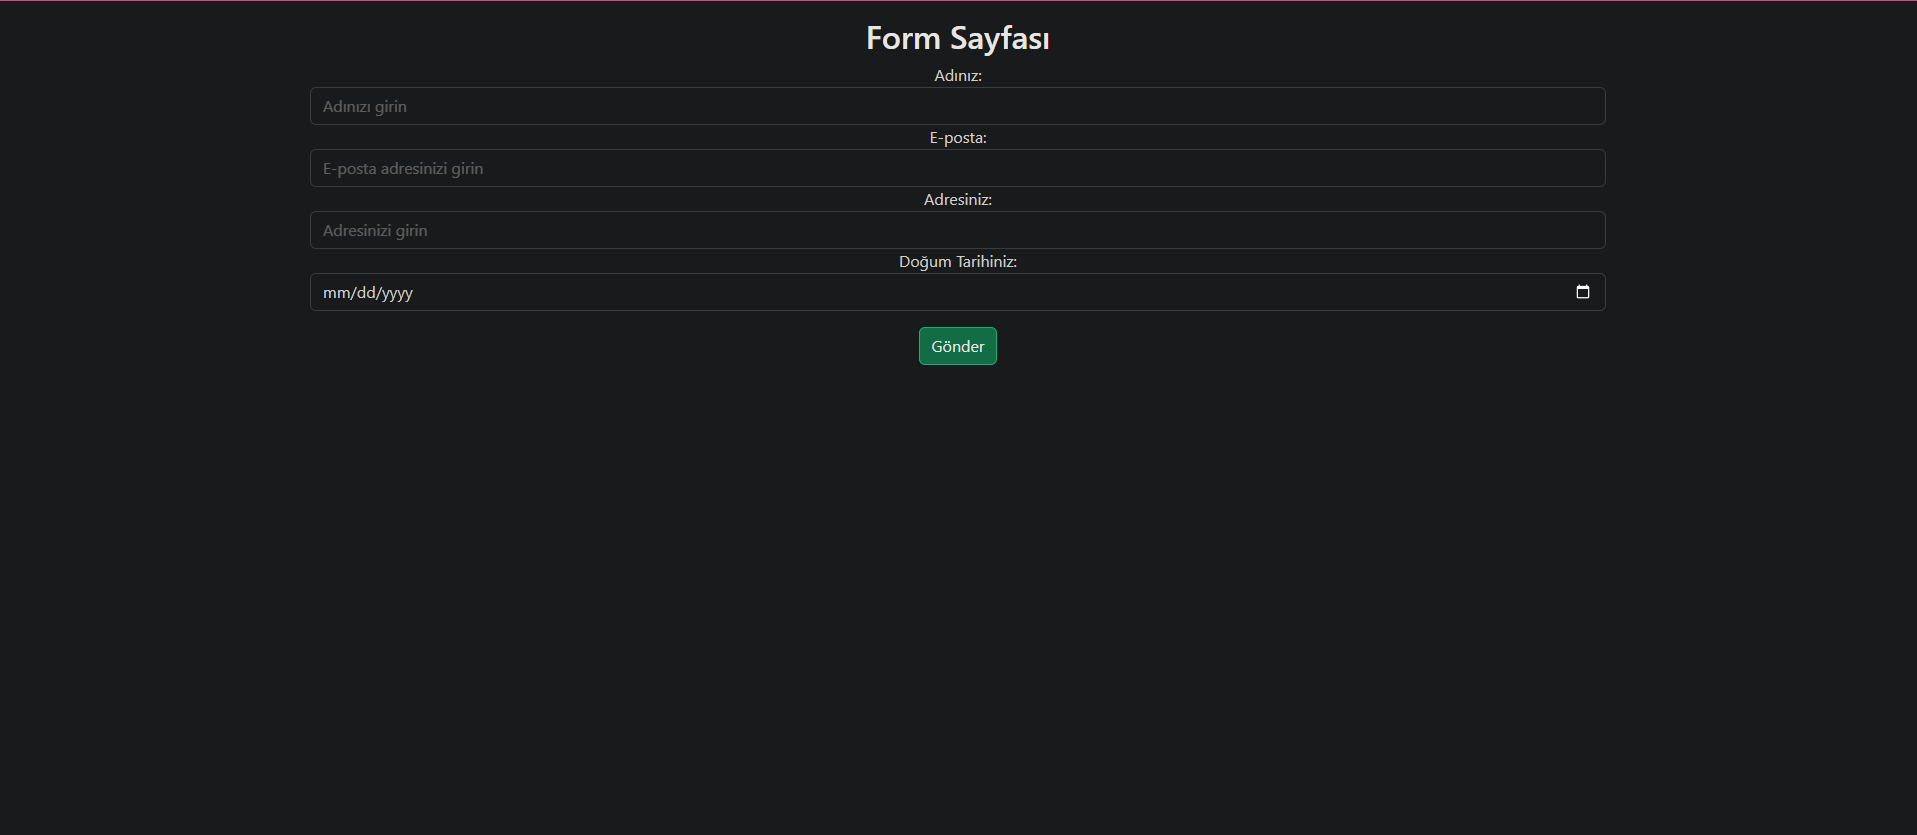 Form Sayfası
Adınız:
Adınızı girin
E-posta:
E-posta adresinizi girin
Adresiniz:
Adresinizi girin
Doğum Tarihiniz:
mm/dd/yyyy
Gönder